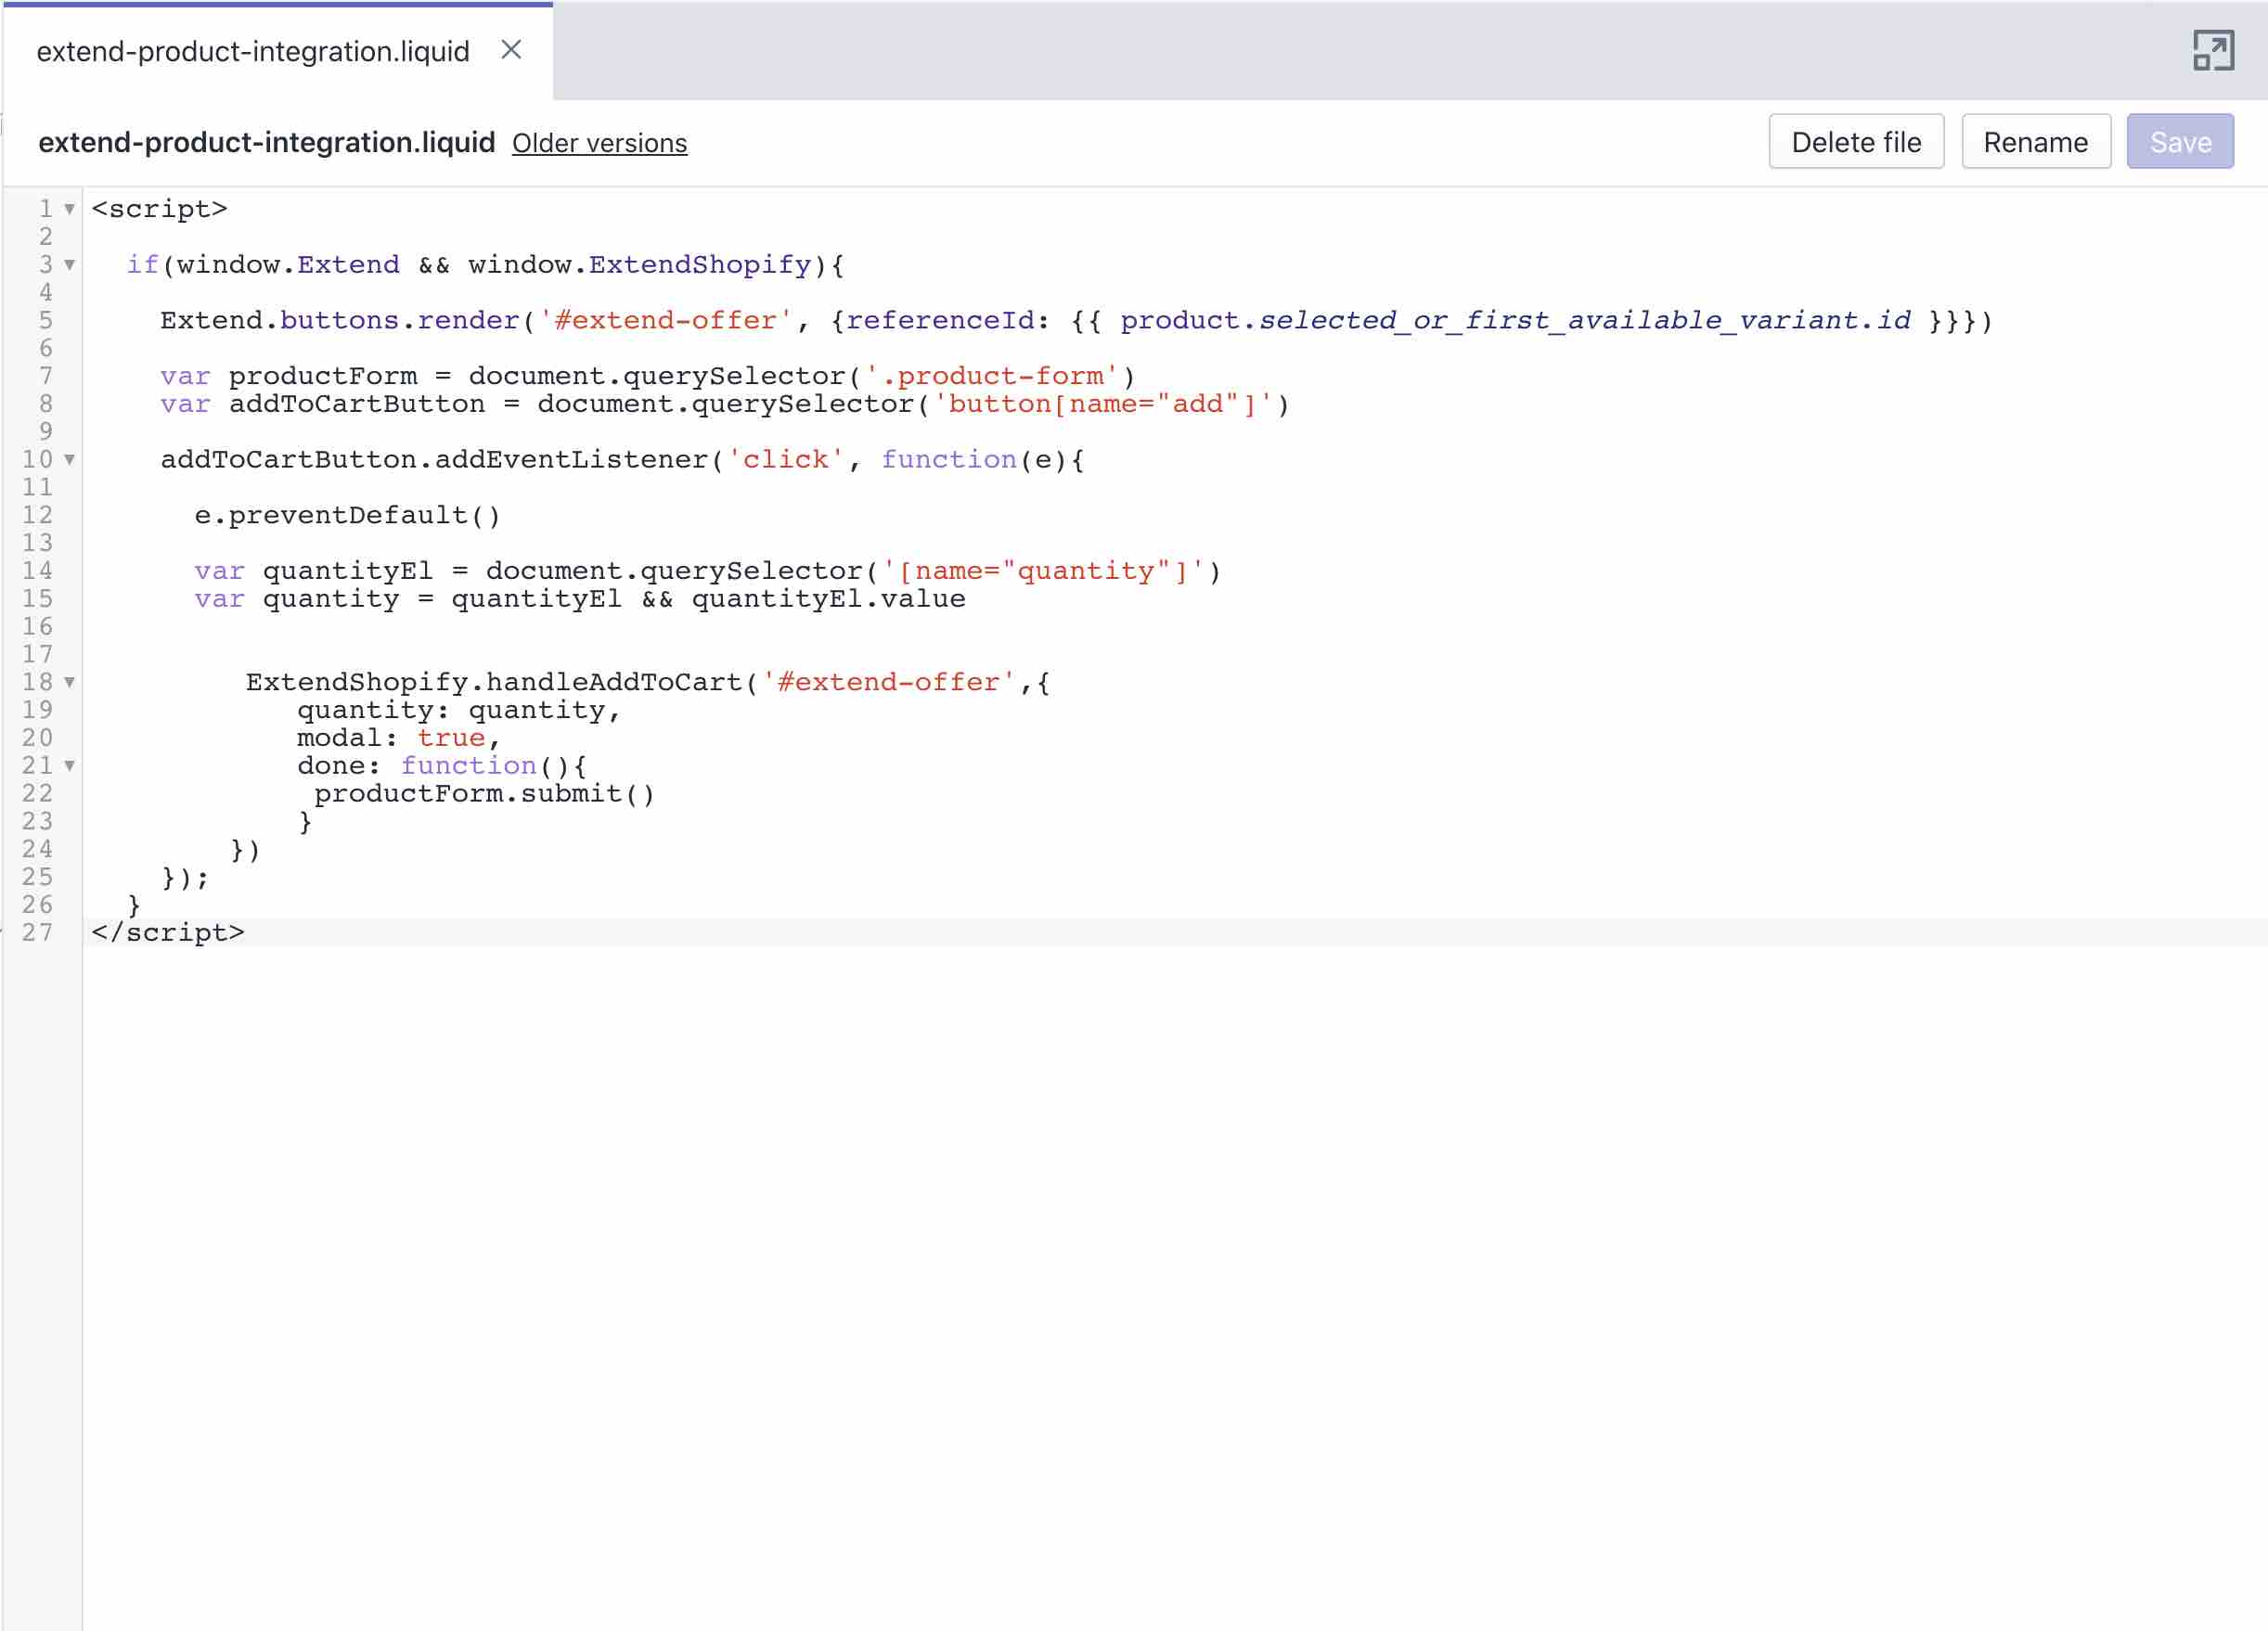 extend-product-integration.liquid
extend-product-integration.liquid Older versions Delete file Rename Save
1 <script>
2
3 if(window.Extend && window.ExtendShopify){
4
5 Extend.buttons.render('#extend-offer', {referenceId: {{ product.selected_or_first_available_variant.id }}})
6
7 var productForm = document.querySelector('.product-form')
8 var addToCartButton = document.querySelector('button[name="add"]')
9
10 addToCartButton.addEventListener('click', function(e){
11
12 e.preventDefault()
13
14 var quantityEl = document.querySelector('[name="quantity"]')
15 var quantity = quantityEl && quantityEl.value
16
17
18 ExtendShopify.handleAddToCart('#extend-offer',{
19 quantity: quantity,
20 modal: true,
21 done: function(){
22 productForm.submit()
23 }
24 })
25 });
26 }
27 </script>